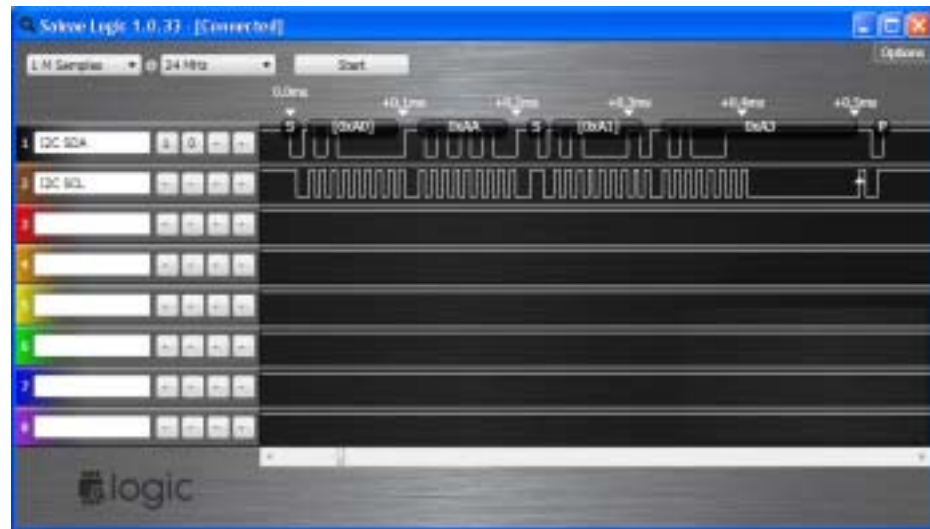 Saleae Logic 1.0.33 - [Connected]
Options
1 M Samples @ 24 MHz Start
0.0ms +0.1ms +0.2ms +0.3ms +0.4ms +0.5ms
S [0xA0] 0xAA S [0xA1] 0xA3 P
1 I2C SDA 1 0 - -
2 I2C SCL - - - -
3 - - - -
4 - - - -
5 - - - -
6 - - - -
7 - - - -
8 - - - -
logic